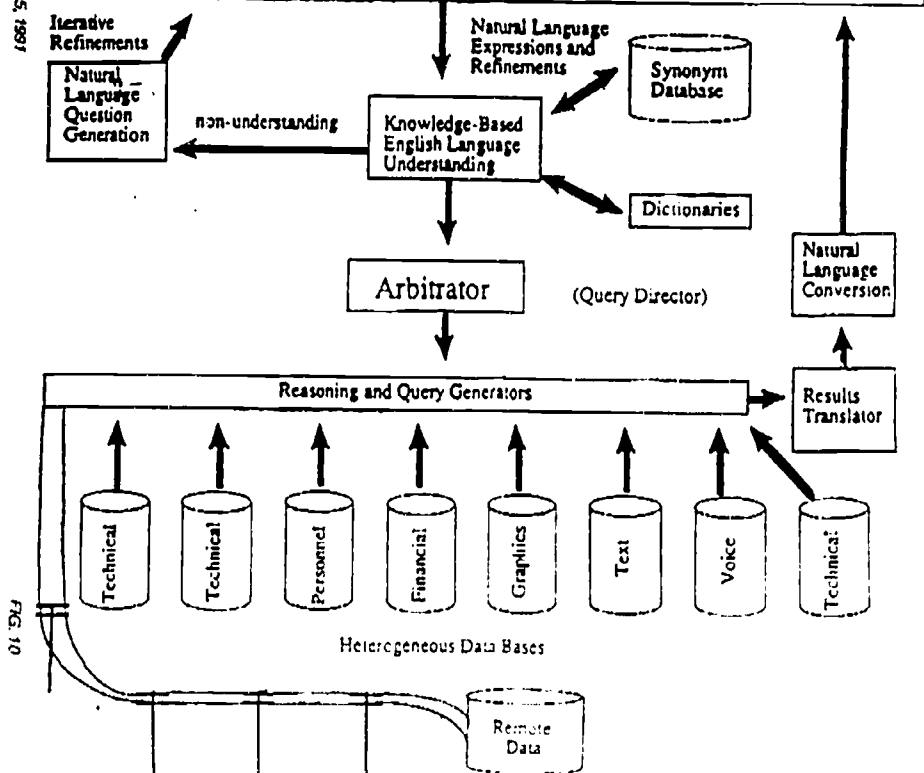 5, 1991
Iterative
Refinements
Natural Language
Expressions and
Refinements
Natural
Language
Question
Generation
non-understanding
Knowledge-Based
English Language
Understanding
Synonym
Database
Dictionaries
Natural
Language
Conversion
Arbitrator
(Query Director)
Reasoning and Query Generators
Results
Translator
Technical
Technical
Personnel
Financial
Graphics
Text
Voice
Technical
Heterogeneous Data Bases
FIG. 10
Remote
Data